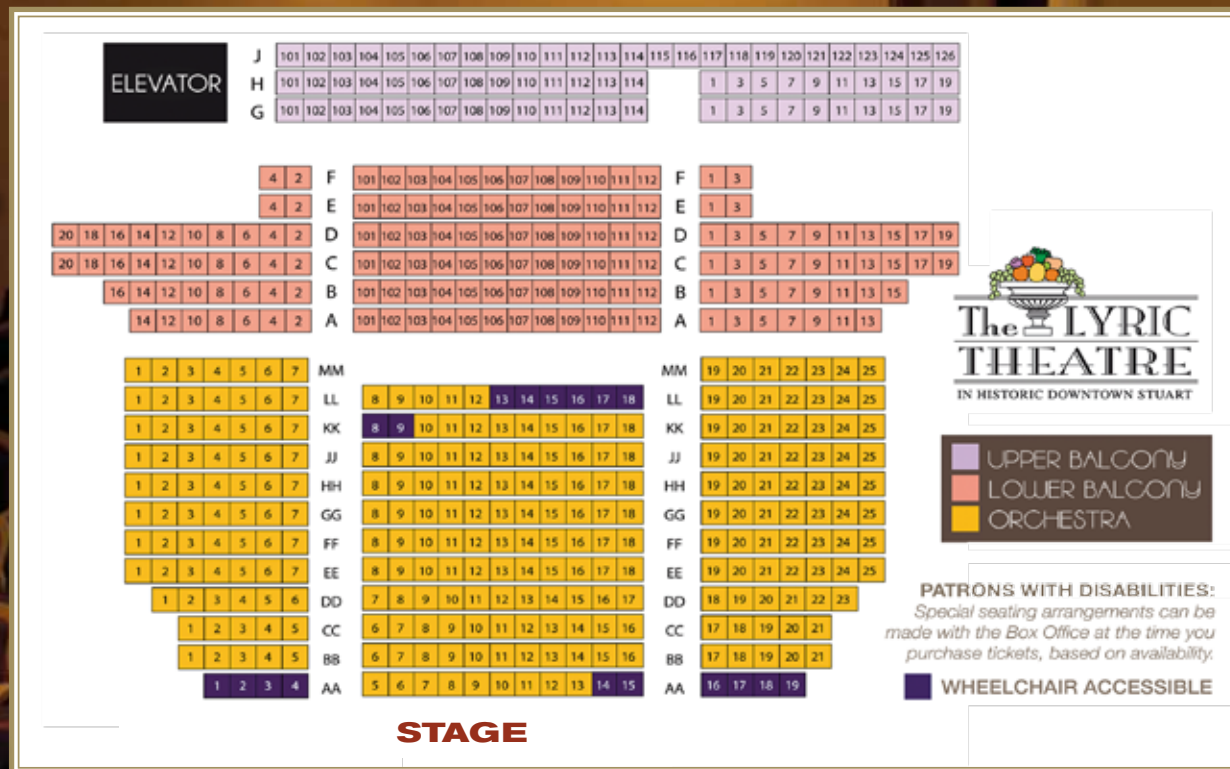 ELEVATOR
J 101 102 103 104 105 106 107 108 109 110 111 112 113 114 115 116 117 118 119 120 121 122 123 124 125 126
H 101 102 103 104 105 106 107 108 109 110 111 112 113 114 1 3 5 7 9 11 13 15 17 19
G 101 102 103 104 105 106 107 108 109 110 111 112 113 114 1 3 5 7 9 11 13 15 17 19
4 2 F 101 102 103 104 105 106 107 108 109 110 111 112 F 1 3
4 2 E 101 102 103 104 105 106 107 108 109 110 111 112 E 1 3
20 18 16 14 12 10 8 6 4 2 D 101 102 103 104 105 106 107 108 109 110 111 112 D 1 3 5 7 9 11 13 15 17 19
20 18 16 14 12 10 8 6 4 2 C 101 102 103 104 105 106 107 108 109 110 111 112 C 1 3 5 7 9 11 13 15 17 19
16 14 12 10 8 6 4 2 B 101 102 103 104 105 106 107 108 109 110 111 112 B 1 3 5 7 9 11 13 15
14 12 10 8 6 4 2 A 101 102 103 104 105 106 107 108 109 110 111 112 A 1 3 5 7 9 11 13
1 2 3 4 5 6 7 MM MM 19 20 21 22 23 24 25
1 2 3 4 5 6 7 LL 8 9 10 11 12 13 14 15 16 17 18 LL 19 20 21 22 23 24 25
1 2 3 4 5 6 7 KK 8 9 10 11 12 13 14 15 16 17 18 KK 19 20 21 22 23 24 25
1 2 3 4 5 6 7 JJ 8 9 10 11 12 13 14 15 16 17 18 JJ 19 20 21 22 23 24 25
1 2 3 4 5 6 7 HH 8 9 10 11 12 13 14 15 16 17 18 HH 19 20 21 22 23 24 25
1 2 3 4 5 6 7 GG 8 9 10 11 12 13 14 15 16 17 18 GG 19 20 21 22 23 24 25
1 2 3 4 5 6 7 FF 8 9 10 11 12 13 14 15 16 17 18 FF 19 20 21 22 23 24 25
1 2 3 4 5 6 7 EE 8 9 10 11 12 13 14 15 16 17 18 EE 19 20 21 22 23 24 25
1 2 3 4 5 6 DD 7 8 9 10 11 12 13 14 15 16 17 DD 18 19 20 21 22 23
1 2 3 4 5 CC 6 7 8 9 10 11 12 13 14 15 16 CC 17 18 19 20 21
1 2 3 4 5 BB 6 7 8 9 10 11 12 13 14 15 16 BB 17 18 19 20 21
1 2 3 4 AA 5 6 7 8 9 10 11 12 13 14 15 AA 16 17 18 19
STAGE
The LYRIC
THEATRE
IN HISTORIC DOWNTOWN STUART
UPPER BALCONY
LOWER BALCONY
ORCHESTRA
PATRONS WITH DISABILITIES:
Special seating arrangements can be
made with the Box Office at the time you
purchase tickets, based on availability.
WHEELCHAIR ACCESSIBLE